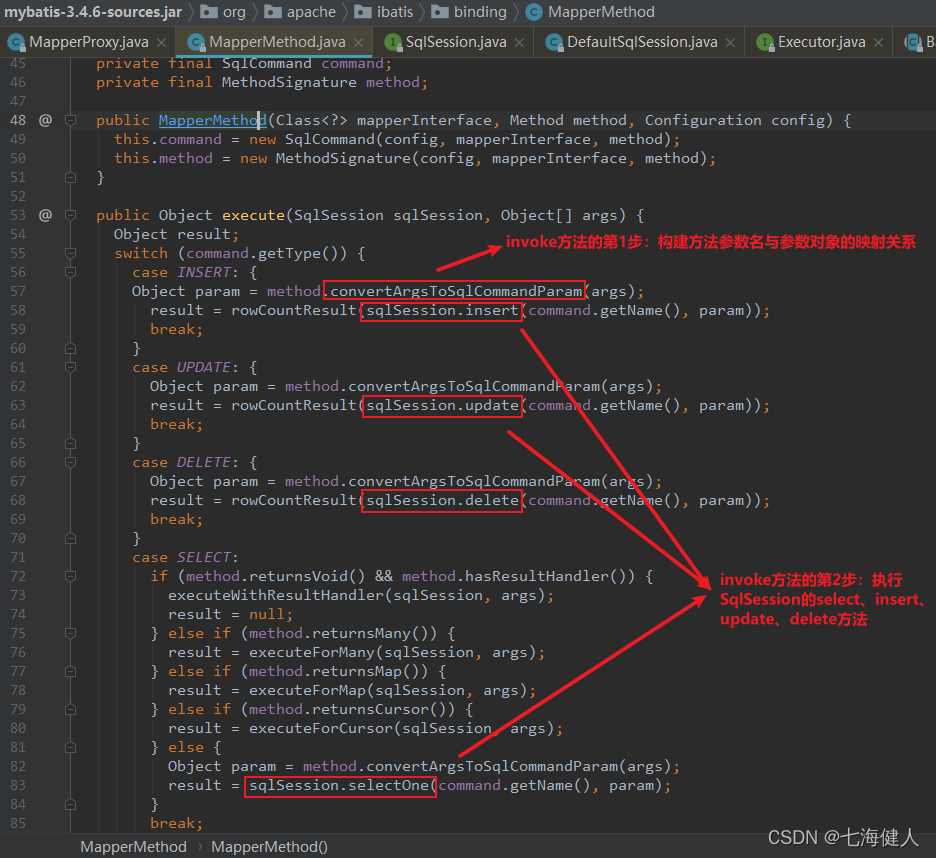 mybatis-3.4.6-sources.jar org apache ibatis binding MapperMethod
MapperProxy.java MapperMethod.java SqlSession.java DefaultSqlSession.java Executor.java B
45 private final SqlCommand command;
46 private final MethodSignature method;
47
48 @ public MapperMethod(Class<?> mapperInterface, Method method, Configuration config) {
49 this.command = new SqlCommand(config, mapperInterface, method);
50 this.method = new MethodSignature(config, mapperInterface, method);
51 }
52
53 @ public Object execute(SqlSession sqlSession, Object[] args) {
54 Object result;
invoke方法的第1步：构建方法参数名与参数对象的映射关系
55 switch (command.getType()) {
56 case INSERT: {
57 Object param = method.convertArgsToSqlCommandParam(args);
58 result = rowCountResult(sqlSession.insert(command.getName(), param));
59 break;
60 }
61 case UPDATE: {
62 Object param = method.convertArgsToSqlCommandParam(args);
63 result = rowCountResult(sqlSession.update(command.getName(), param));
64 break;
65 }
66 case DELETE: {
67 Object param = method.convertArgsToSqlCommandParam(args);
68 result = rowCountResult(sqlSession.delete(command.getName(), param));
69 break;
70 }
71 case SELECT:
72 if (method.returnsVoid() && method.hasResultHandler()) {
73 executeWithResultHandler(sqlSession, args);
74 result = null;
75 } else if (method.returnsMany()) {
76 result = executeForMany(sqlSession, args);
77 } else if (method.returnsMap()) {
78 result = executeForMap(sqlSession, args);
79 } else if (method.returnsCursor()) {
80 result = executeForCursor(sqlSession, args);
81 } else {
82 Object param = method.convertArgsToSqlCommandParam(args);
83 result = sqlSession.selectOne(command.getName(), param);
84 }
85 break;
invoke方法的第2步：执行
SqlSession的select、insert、
update、delete方法
MapperMethod MapperMethod()
CSDN @七海健人